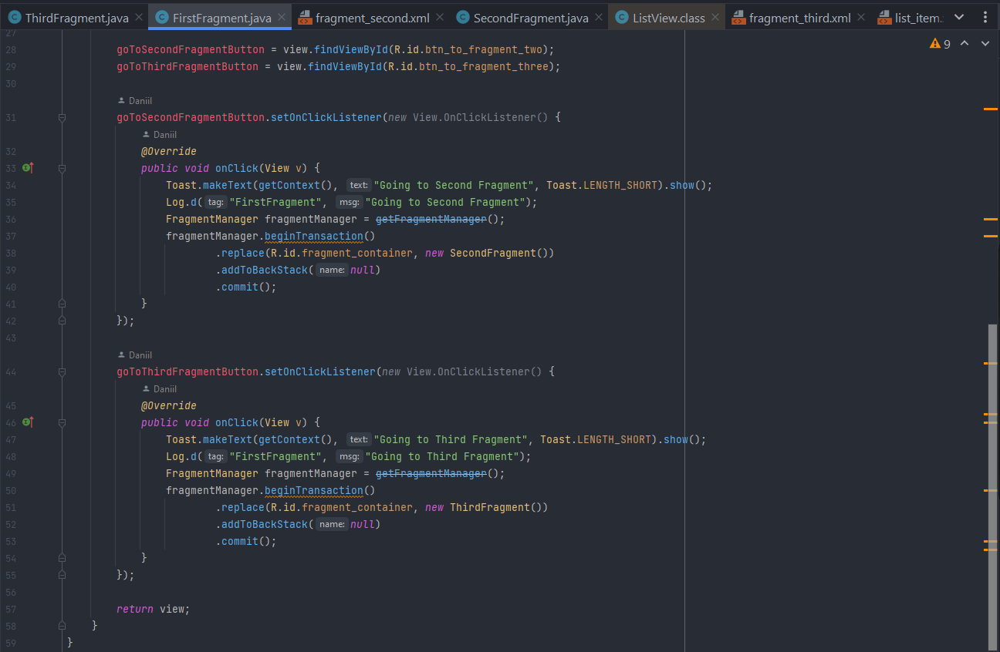 ThirdFragment.java FirstFragment.java fragment_second.xml SecondFragment.java ListView.class fragment_third.xml list_item.
27 9
28 goToSecondFragmentButton = view.findViewById(R.id.btn_to_fragment_two);
29 goToThirdFragmentButton = view.findViewById(R.id.btn_to_fragment_three);
30
Daniil
31 goToSecondFragmentButton.setOnClickListener(new View.OnClickListener() {
Daniil
32 @Override
33 public void onClick(View v) {
34 Toast.makeText(getContext(), text: "Going to Second Fragment", Toast.LENGTH_SHORT).show();
35 Log.d( tag: "FirstFragment", msg: "Going to Second Fragment");
36 FragmentManager fragmentManager = getFragmentManager();
37 fragmentManager.beginTransaction()
38 .replace(R.id.fragment_container, new SecondFragment())
39 .addToBackStack( name: null)
40 .commit();
41 }
42 });
43
Daniil
44 goToThirdFragmentButton.setOnClickListener(new View.OnClickListener() {
Daniil
45 @Override
46 public void onClick(View v) {
47 Toast.makeText(getContext(), text: "Going to Third Fragment", Toast.LENGTH_SHORT).show();
48 Log.d( tag: "FirstFragment", msg: "Going to Third Fragment");
49 FragmentManager fragmentManager = getFragmentManager();
50 fragmentManager.beginTransaction()
51 .replace(R.id.fragment_container, new ThirdFragment())
52 .addToBackStack( name: null)
53 .commit();
54 }
55 });
56
57 return view;
58 }
59 }